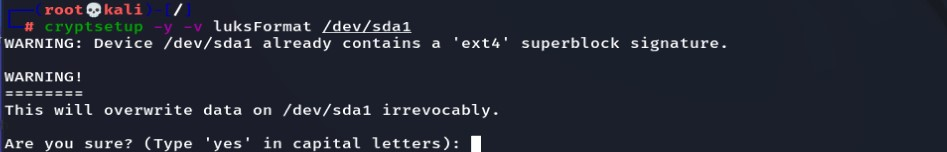 (root💀kali)-[/]
# cryptsetup -y -v luksFormat /dev/sda1
WARNING: Device /dev/sda1 already contains a 'ext4' superblock signature.
WARNING!
========
This will overwrite data on /dev/sda1 irrevocably.
Are you sure? (Type 'yes' in capital letters):